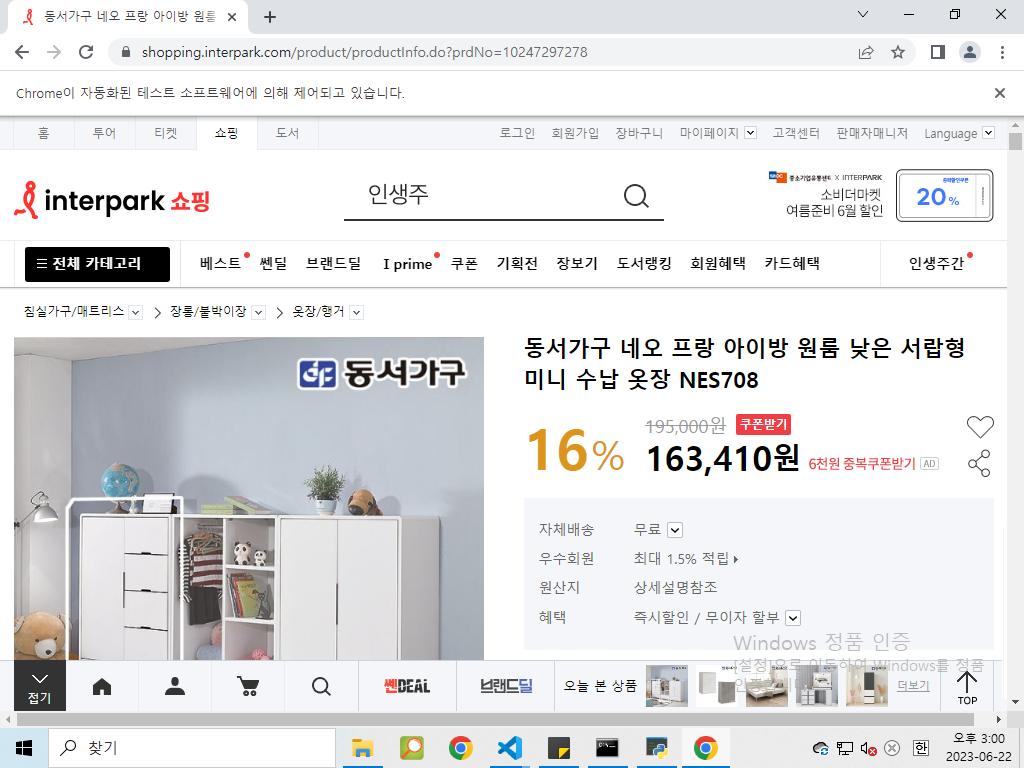 동서가구 네오 프랑 아이방 원룸
shopping.interpark.com/product/productInfo.do?prdNo=10247297278
Chrome이 자동화된 테스트 소프트웨어에 의해 제어되고 있습니다.
홈 투어 티켓 쇼핑 도서 로그인 회원가입 장바구니 마이페이지 고객센터 판매자매니저 Language
interpark 쇼핑 인생주
중소기업유통센터 X INTERPARK
소비더마켓
여름준비 6월 할인
20%
전체 카테고리 베스트 쎈딜 브랜드딜 I prime 쿠폰 기획전 장보기 도서랭킹 회원혜택 카드혜택 인생주간
침실가구/매트리스 장롱/붙박이장 옷장/행거
동서가구
동서가구 네오 프랑 아이방 원룸 낮은 서랍형
미니 수납 옷장 NES708
16%
195,000원 쿠폰받기
163,410원 6천원 중복쿠폰받기 AD
자체배송 무료
우수회원 최대 1.5% 적립
원산지 상세설명참조
혜택 즉시할인 / 무이자 할부
Windows 정품 인증
[설정]으로 이동하여 Windows를 정품
접기
쎈DEAL 브랜드딜 오늘 본 상품 더보기 TOP
찾기
한
오후 3:00
2023-06-22